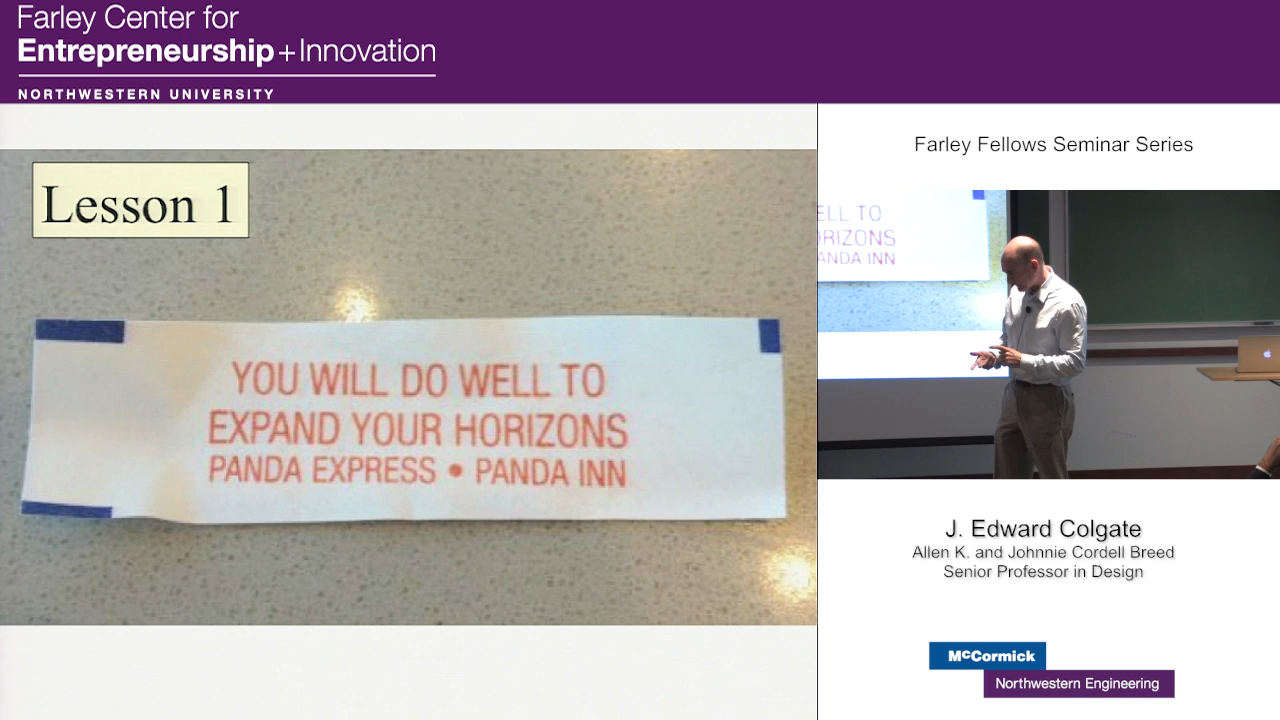 Farley Center for
Entrepreneurship+Innovation
NORTHWESTERN UNIVERSITY
Lesson 1
YOU WILL DO WELL TO
EXPAND YOUR HORIZONS
PANDA EXPRESS • PANDA INN
Farley Fellows Seminar Series
ELL TO
ORIZONS
ANDA INN
J. Edward Colgate
Allen K. and Johnnie Cordell Breed
Senior Professor in Design
McCormick
Northwestern Engineering